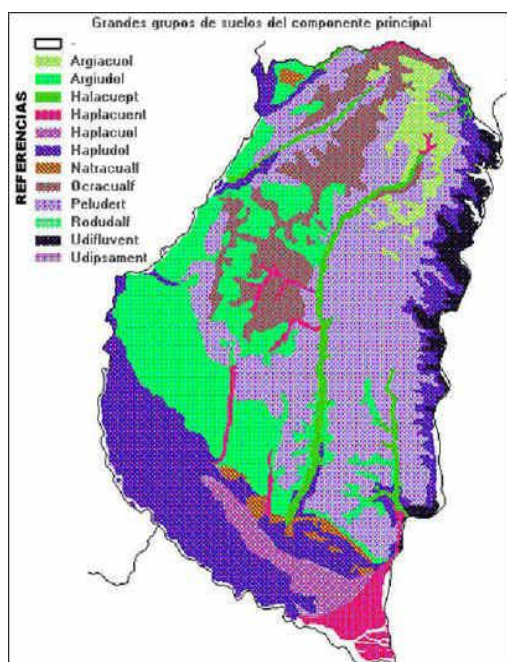 Grandes grupos de suelos del componente principal
REFERENCIAS
-
Argiacuol
Argiudol
Halacuept
Haplacuent
Haplacuol
Hapludol
Natracualf
Ocracualf
Peludert
Rodudalf
Udifluvent
Udipsament